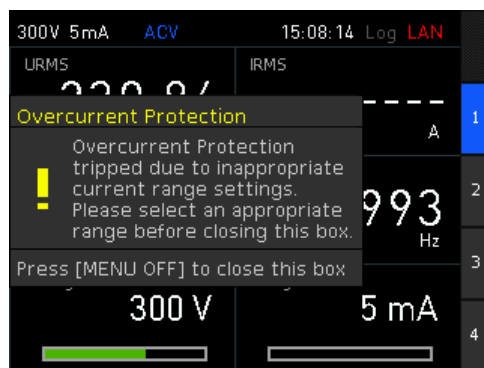 300V 5mA ACV 15:08:14 Log LAN
URMS IRMS
Overcurrent Protection
A
1
Overcurrent Protection
tripped due to inappropriate
current range settings.
Please select an appropriate
range before closing this box.
! 
993
Hz
2
Press [MENU OFF] to close this box
3
300 V 5 mA
4